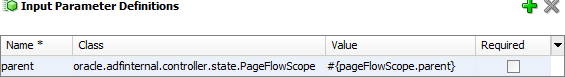 Input Parameter Definitions
Name * Class Value Required
parent oracle.adfinternal.controller.state.PageFlowScope #{pageFlowScope.parent}